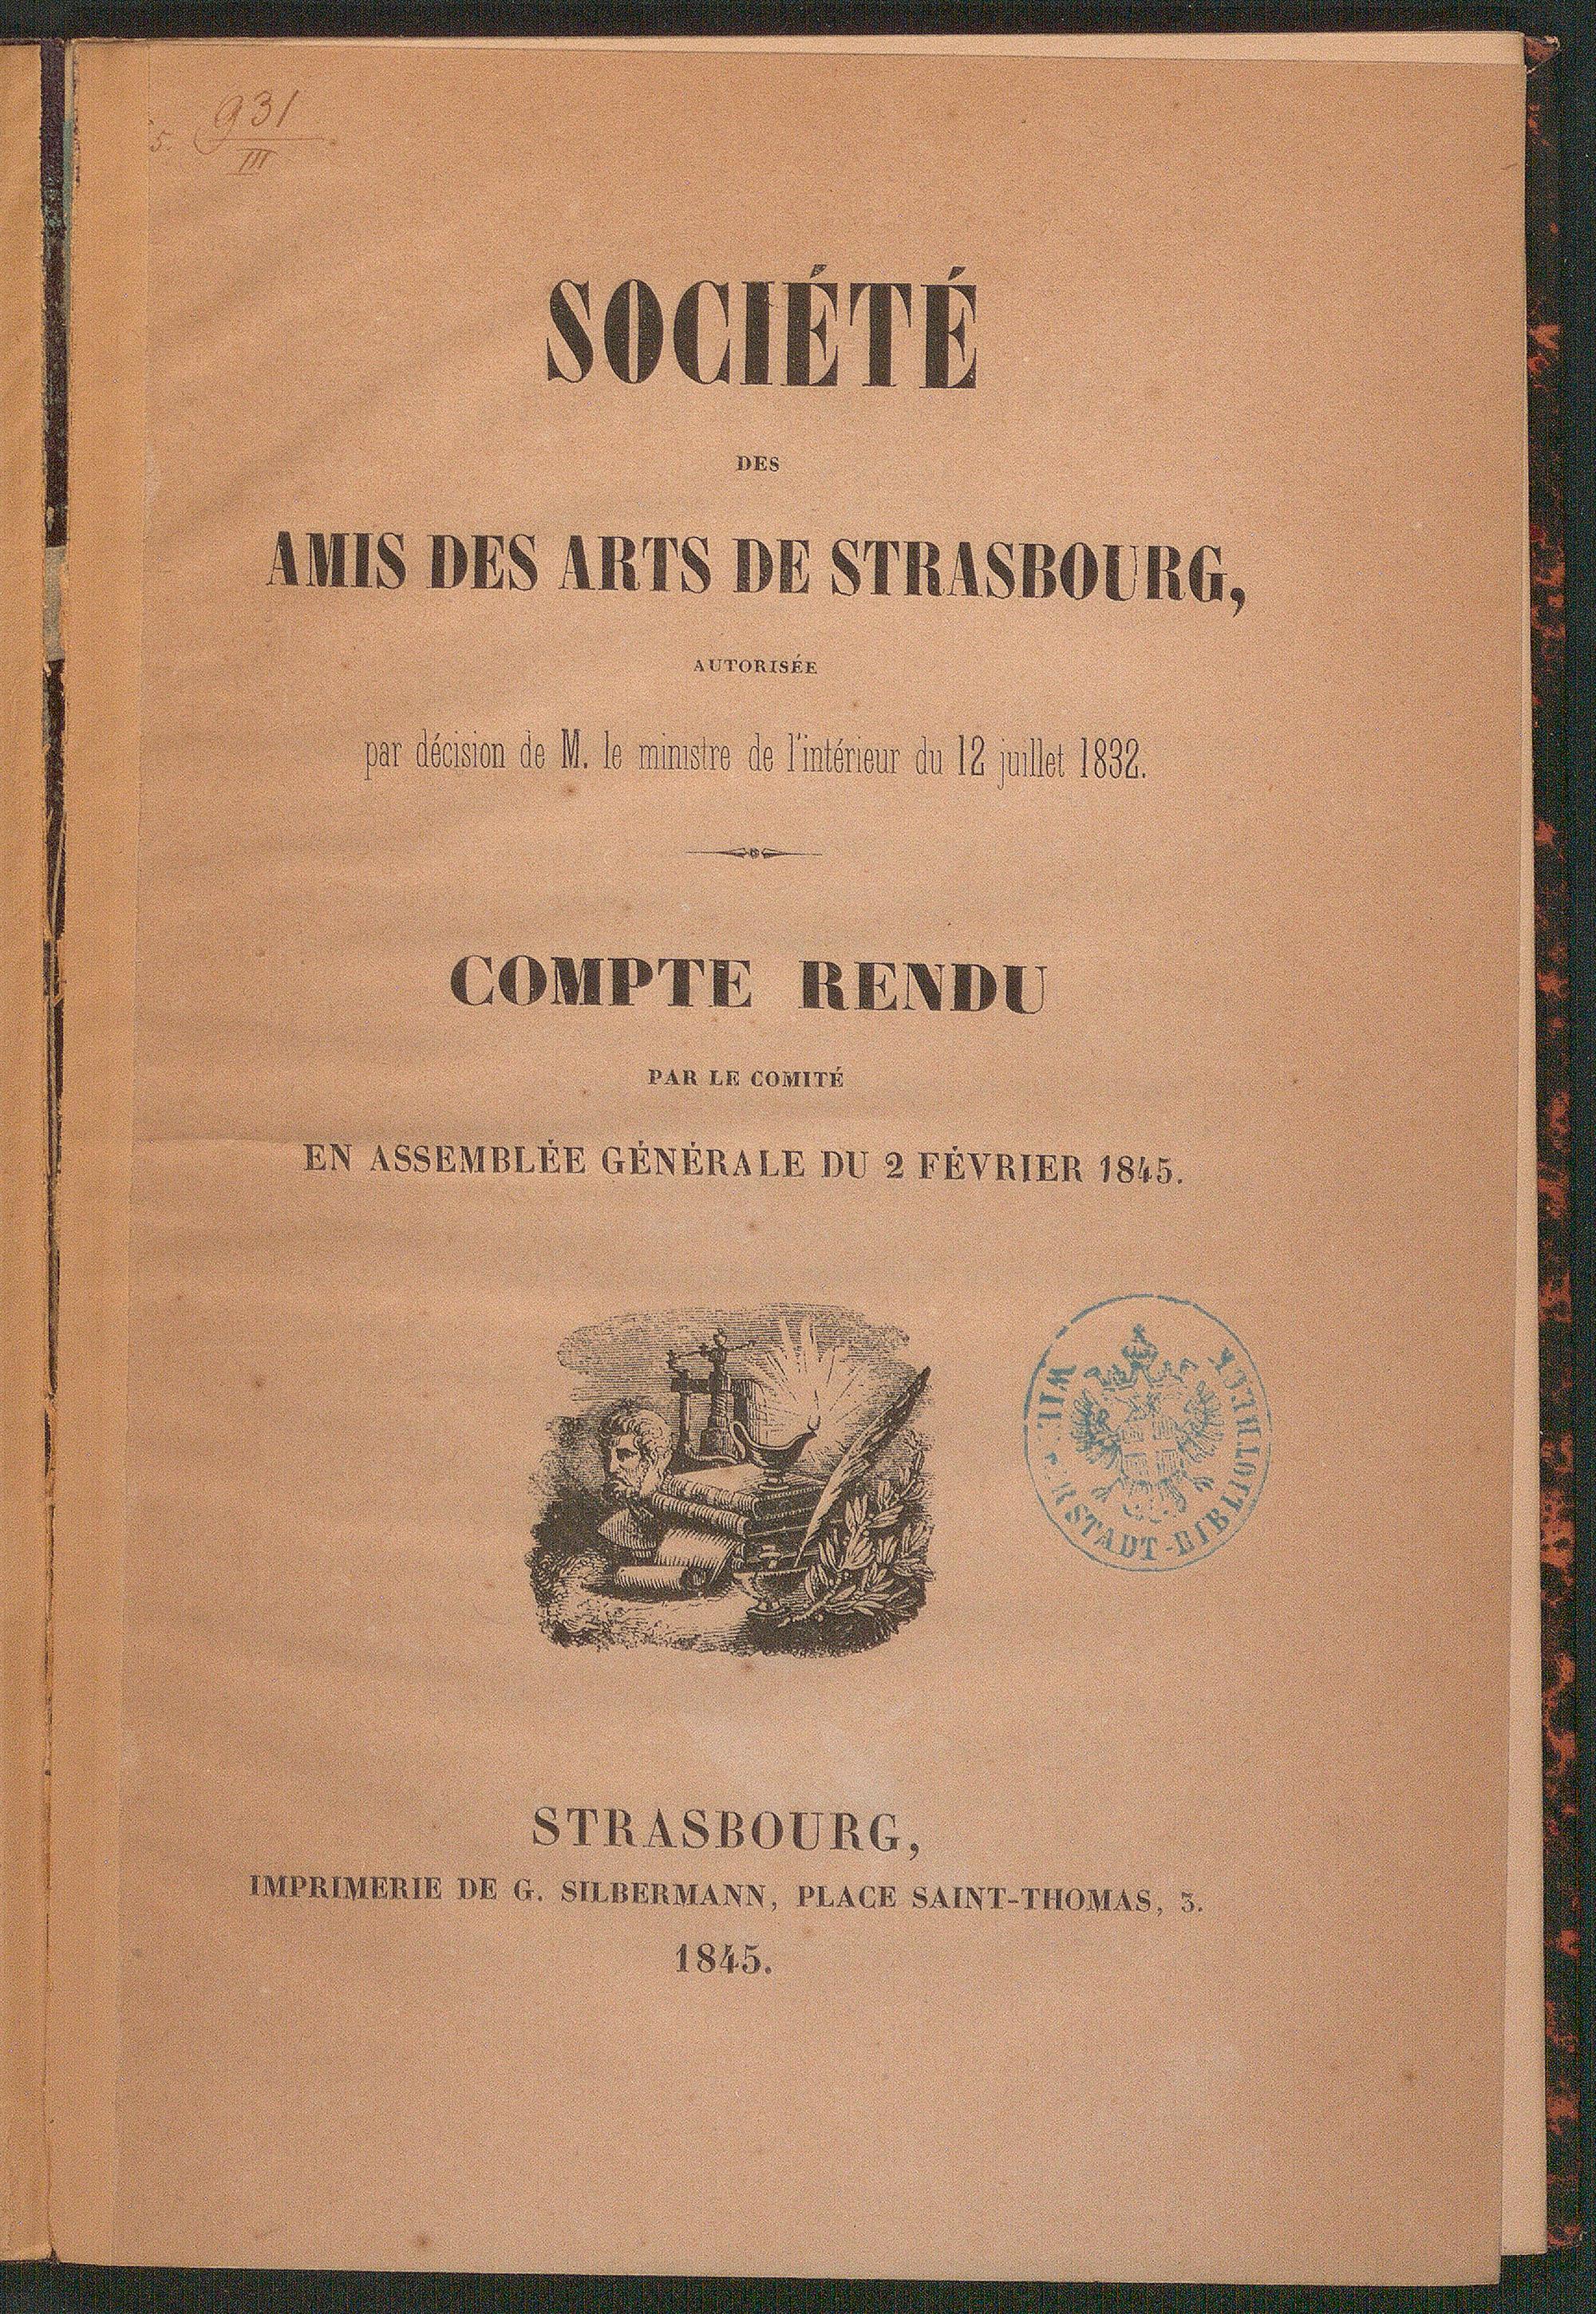 931
III
SOCIÉTÉ
DES
AMIS DES ARTS DE STRASBOURG,
AUTORISÉE
par décision de M. le ministre de l'intérieur du 12 juillet 1832.
COMPTE RENDU
PAR LE COMITÉ
EN ASSEMBLÉE GÉNÉRALE DU 2 FÉVRIER 1845.
STADT-BIBLIOTHECK
STRASBOURG,
IMPRIMERIE DE G. SILBERMANN, PLACE SAINT-THOMAS, 3.
1845.